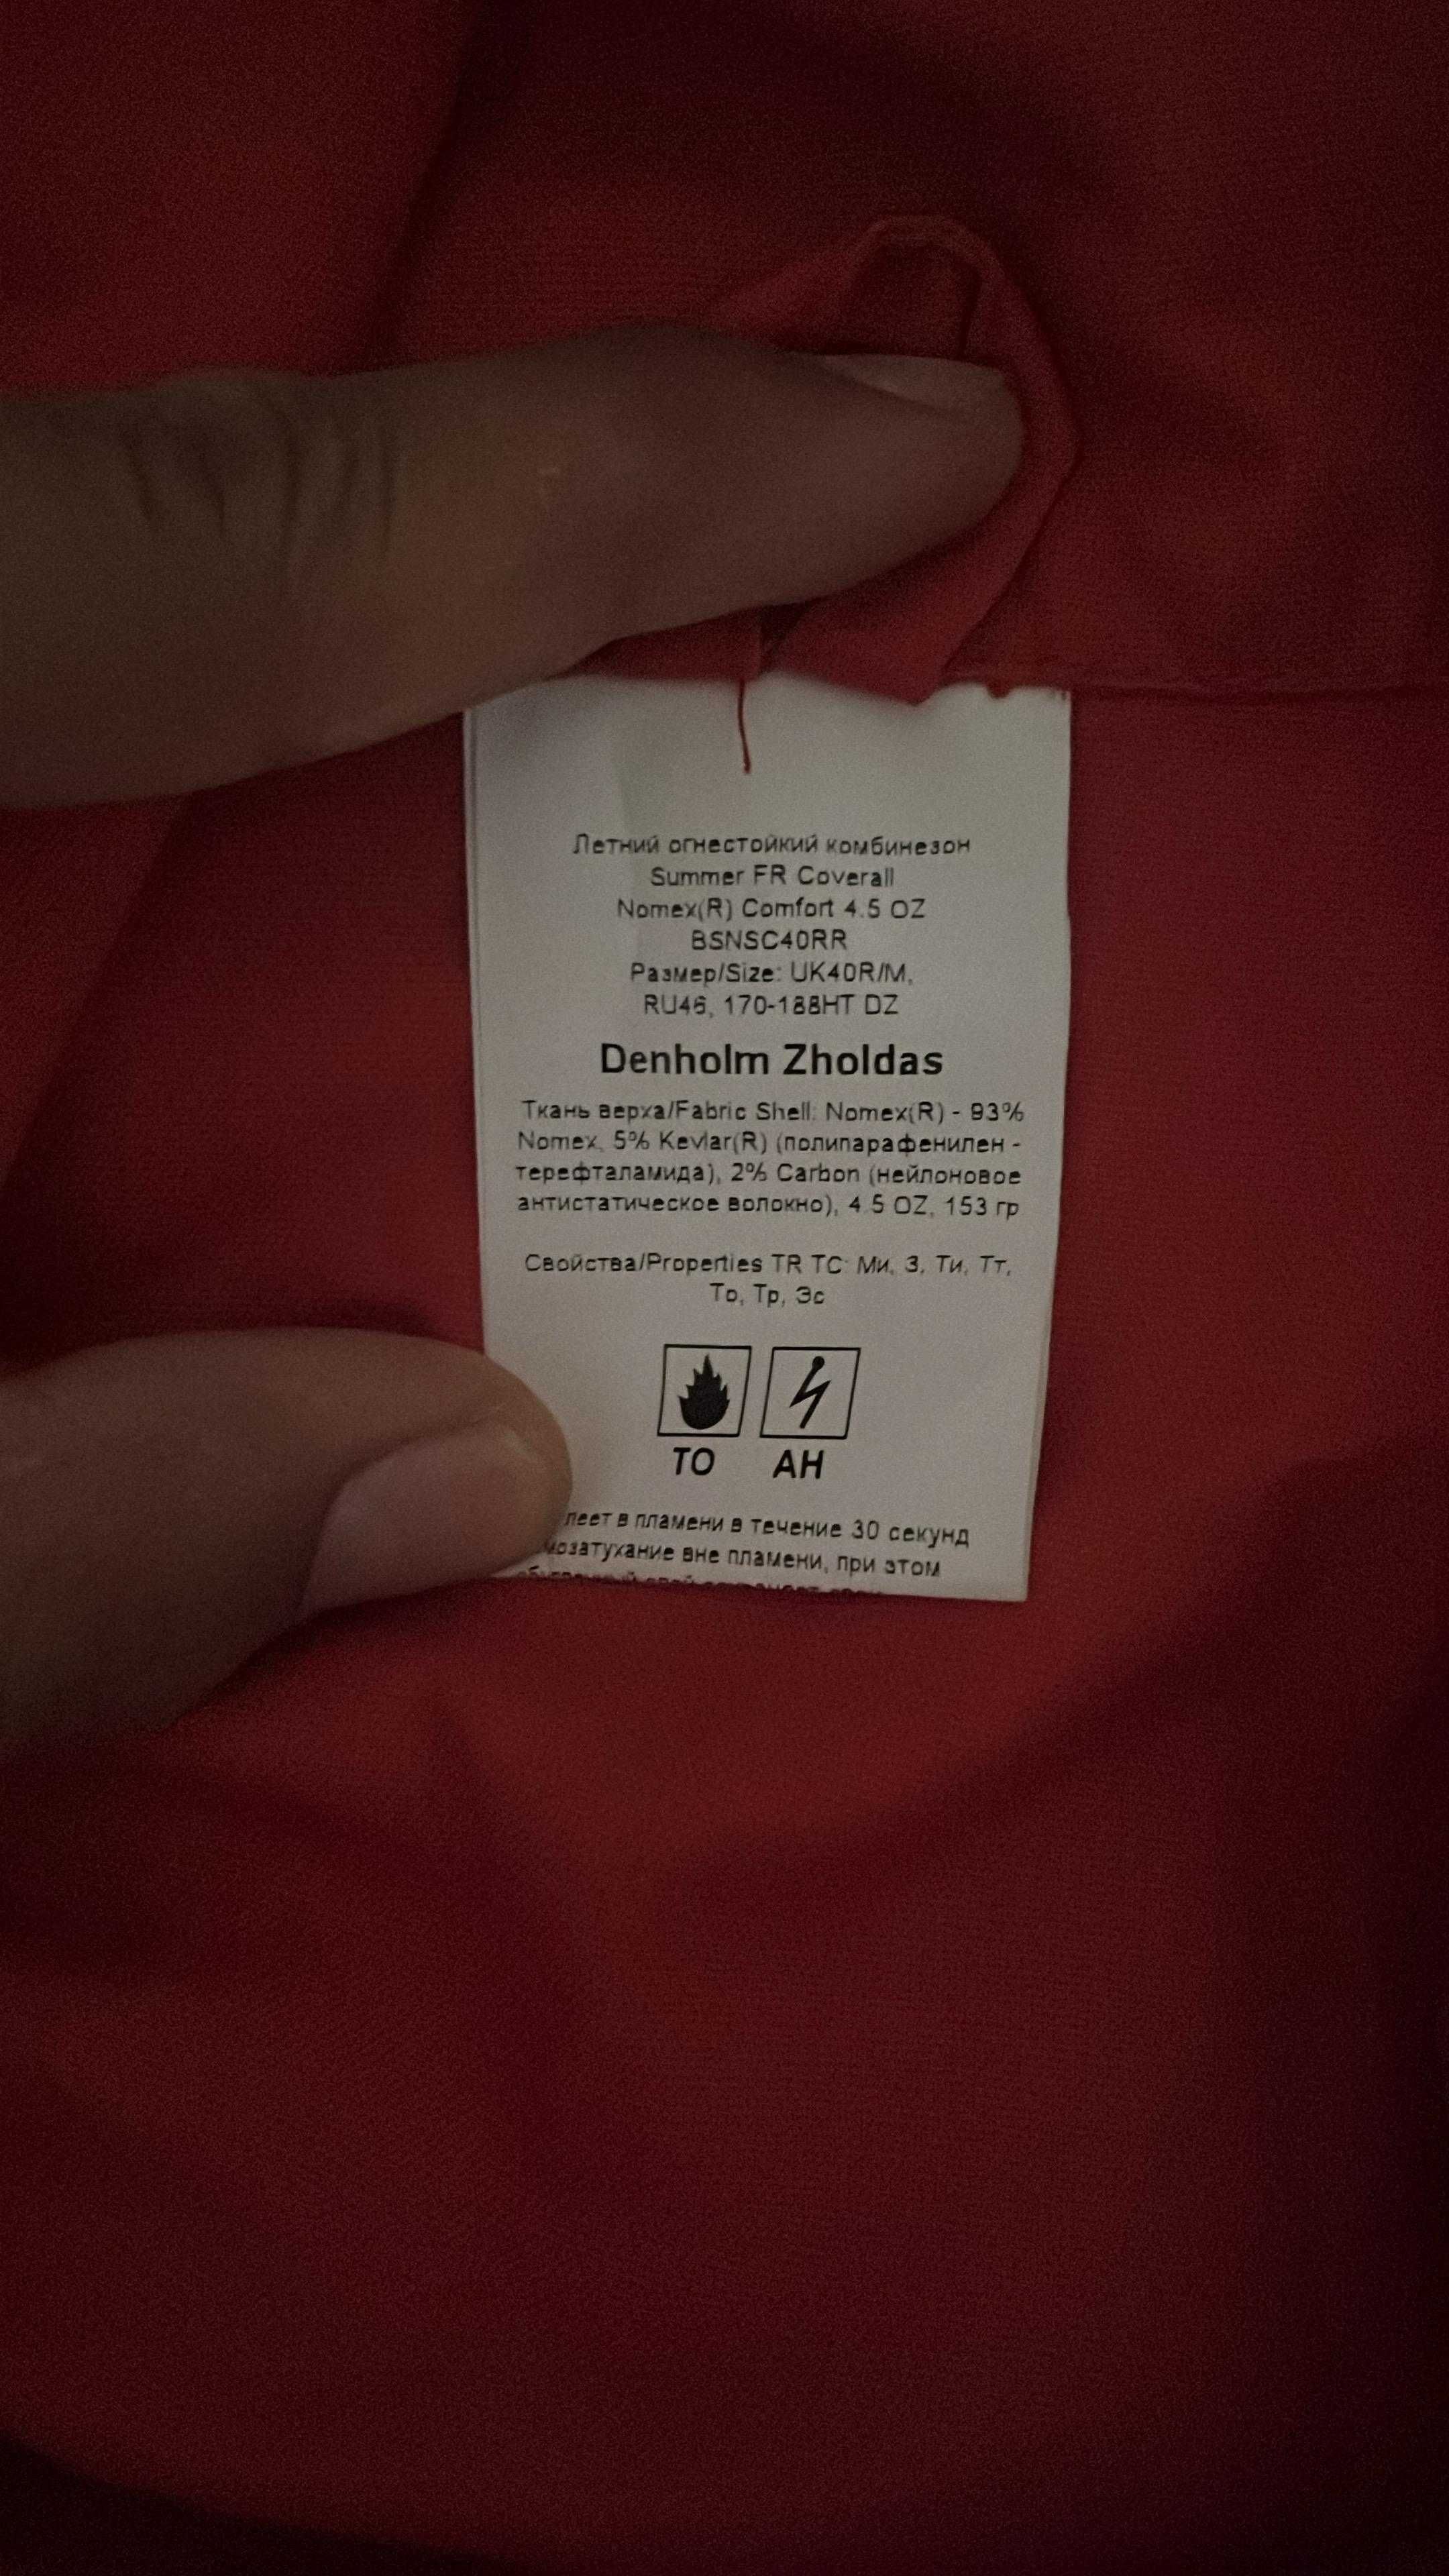 Летний огнестойкий комбинезон
Summer FR Coverall
Nomex(R) Comfort 4.5 OZ
BSNSC40RR
Размер/Size: UK40R/M,
RU46, 170-188HT DZ
Denholm Zholdas
Ткань верха/Fabric Shell: Nomex(R) - 93%
Nomex, 5% Kevlar(R) (полипарафенилен -
терефталамида), 2% Carbon (нейлоновое
антистатическое волокно), 4.5 OZ, 153 гр
Свойства/Properties TR TC: Ми, З, Ти, Тт,
То, Тр, Эс
ТО АН
в пламени в течение 30 секунд
вне пламени, при этом